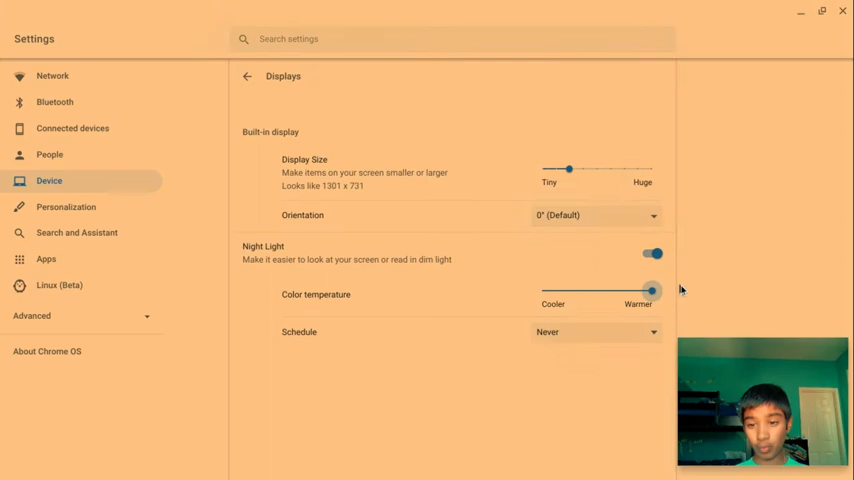 Settings
Search settings
Network
Bluetooth
Connected devices
People
Device
Personalization
Search and Assistant
Apps
Linux (Beta)
Advanced
About Chrome OS
Displays
Built-in display
Display Size
Make items on your screen smaller or larger
Looks like 1301 x 731
Tiny
Huge
Orientation
0° (Default)
Night Light
Make it easier to look at your screen or read in dim light
Color temperature
Cooler
Warmer
Schedule
Never